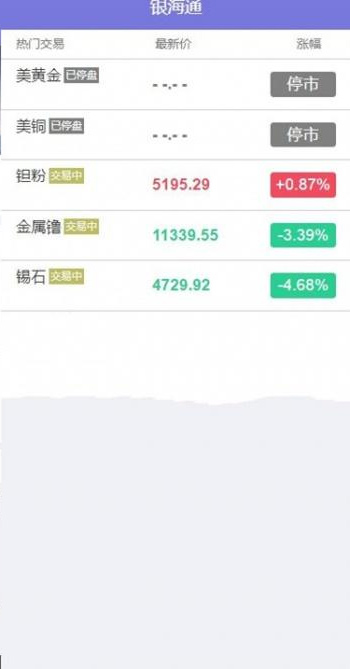 银海通
热门交易 最新价 涨幅
美黄金 已停盘 - -.- - 停市
美铜 已停盘 - -.- - 停市
钽粉 交易中 5195.29 +0.87%
金属镥 交易中 11339.55 -3.39%
锡石 交易中 4729.92 -4.68%